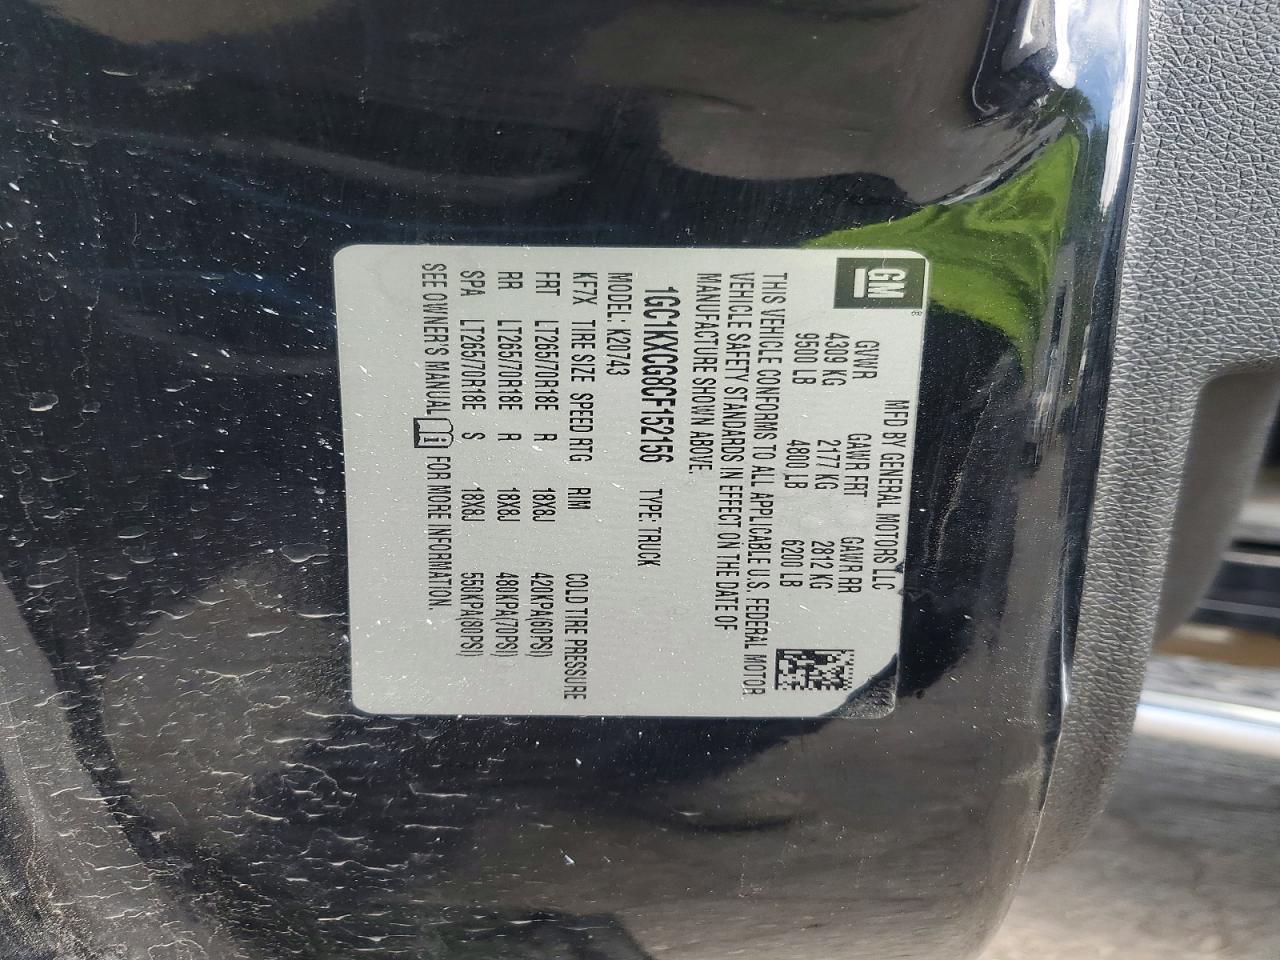 GM®
MFD BY GENERAL MOTORS LLC
GVWR GAWR FRT GAWR RR
4309 KG 2177 KG 2812 KG
9500 LB 4800 LB 6200 LB
THIS VEHICLE CONFORMS TO ALL APPLICABLE U.S. FEDERAL MOTOR
VEHICLE SAFETY STANDARDS IN EFFECT ON THE DATE OF
MANUFACTURE SHOWN ABOVE.
1GC1KXCG8CF152156 TYPE: TRUCK
MODEL: K20743
KF7X TIRE SIZE SPEED RTG RIM COLD TIRE PRESSURE
FRT LT265/70R18E R 18X8J 420KPA(60PSI)
RR LT265/70R18E R 18X8J 480KPA(70PSI)
SPA LT265/70R18E S 18X8J 550KPA(80PSI)
SEE OWNER'S MANUAL FOR MORE INFORMATION.